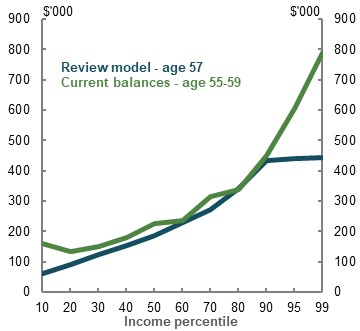 $'000 $'000
900 900
Review model - age 57
Current balances - age 55-59
800 800
700 700
600 600
500 500
400 400
300 300
200 200
100 100
0 0
10 20 30 40 50 60 70 80 90 95 99
Income percentile